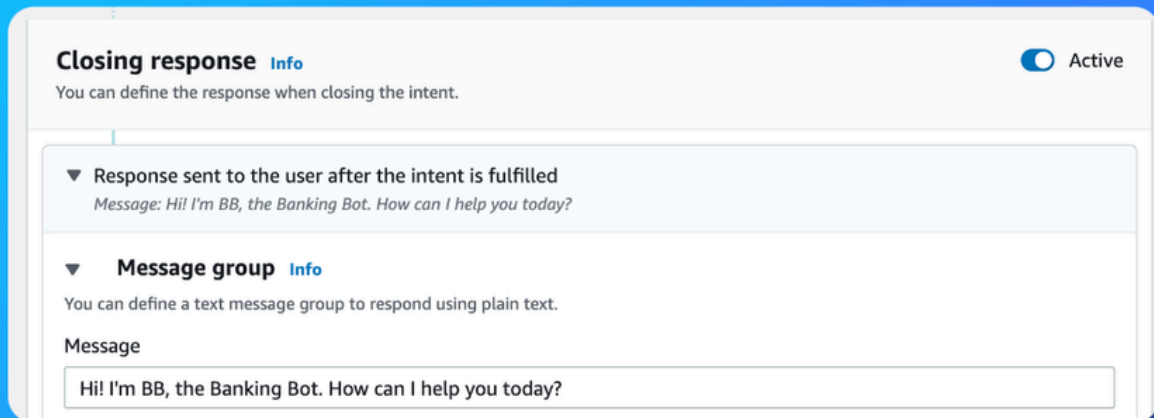 Closing response Info
Active
You can define the response when closing the intent.
Response sent to the user after the intent is fulfilled
Message: Hi! I'm BB, the Banking Bot. How can I help you today?
Message group Info
You can define a text message group to respond using plain text.
Message
Hi! I'm BB, the Banking Bot. How can I help you today?